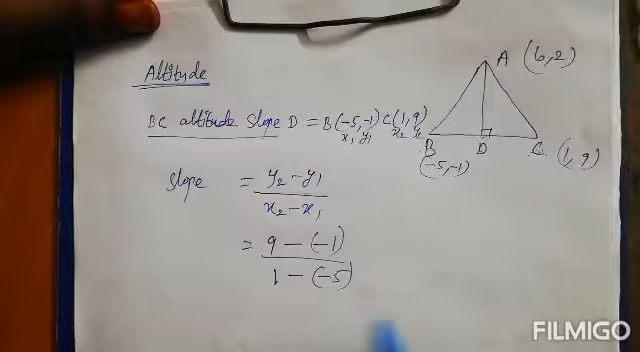 Altitude
A (6,2)
BC altitude Slope D = B(-5,-1) C(1,9)
x₁ y₁ x₂ y₂
B D C (1,9)
(-5,-1)
Slope = y₂ - y₁
x₂ - x₁
= 9 - (-1)
1 - (-5)
FILMIGO